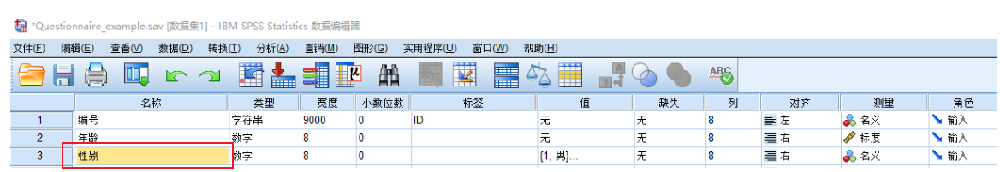 *Questionnaire_example.sav [数据集1] - IBM SPSS Statistics 数据编辑器
文件(F) 编辑(E) 查看(V) 数据(D) 转换(T) 分析(A) 直销(M) 图形(G) 实用程序(U) 窗口(W) 帮助(H)
名称 类型 宽度 小数位数 标签 值 缺失 列 对齐 测量 角色
1 编号 字符串 9000 0 ID 无 无 8 左 名义 输入
2 年龄 数字 8 0 无 无 8 右 标度 输入
3 性别 数字 8 0 {1, 男}... 无 8 右 名义 输入